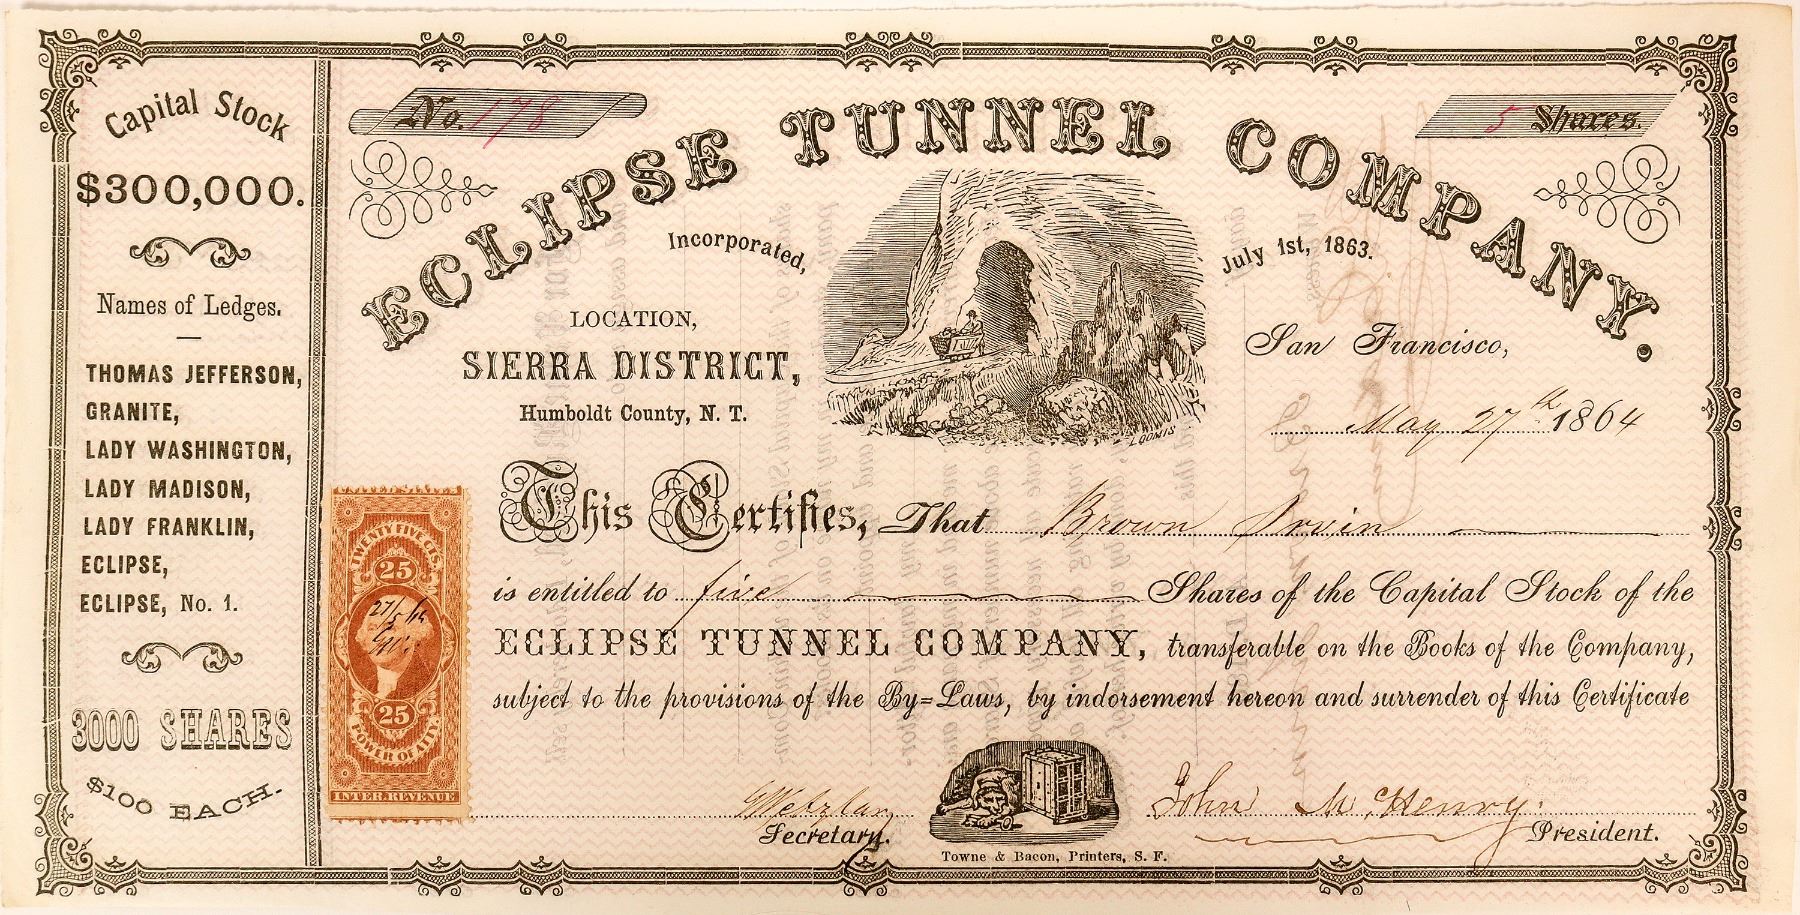 Capital Stock
$300,000.
Names of Ledges.
THOMAS JEFFERSON,
GRANITE,
LADY WASHINGTON,
LADY MADISON,
LADY FRANKLIN,
ECLIPSE,
ECLIPSE, No. 1.
3000 SHARES
$100 EACH.
No. 178
5 Shares.
ECLIPSE TUNNEL COMPANY.
Incorporated, July 1st, 1863.
LOCATION,
SIERRA DISTRICT,
Humboldt County, N. T.
LOOMIS
San Francisco,
May 27th 1864
This Certifies, That Brown Irvin
is entitled to five Shares of the Capital Stock of the
ECLIPSE TUNNEL COMPANY, transferable on the Books of the Company,
subject to the provisions of the By=Laws, by indorsement hereon and surrender of this Certificate
TWENTY FIVE CTS.
25
25
POWER OF ATT'Y.
INTER. REVENUE
GWetzlar
Secretary.
John McHenry
President.
Towne & Bacon, Printers, S. F.